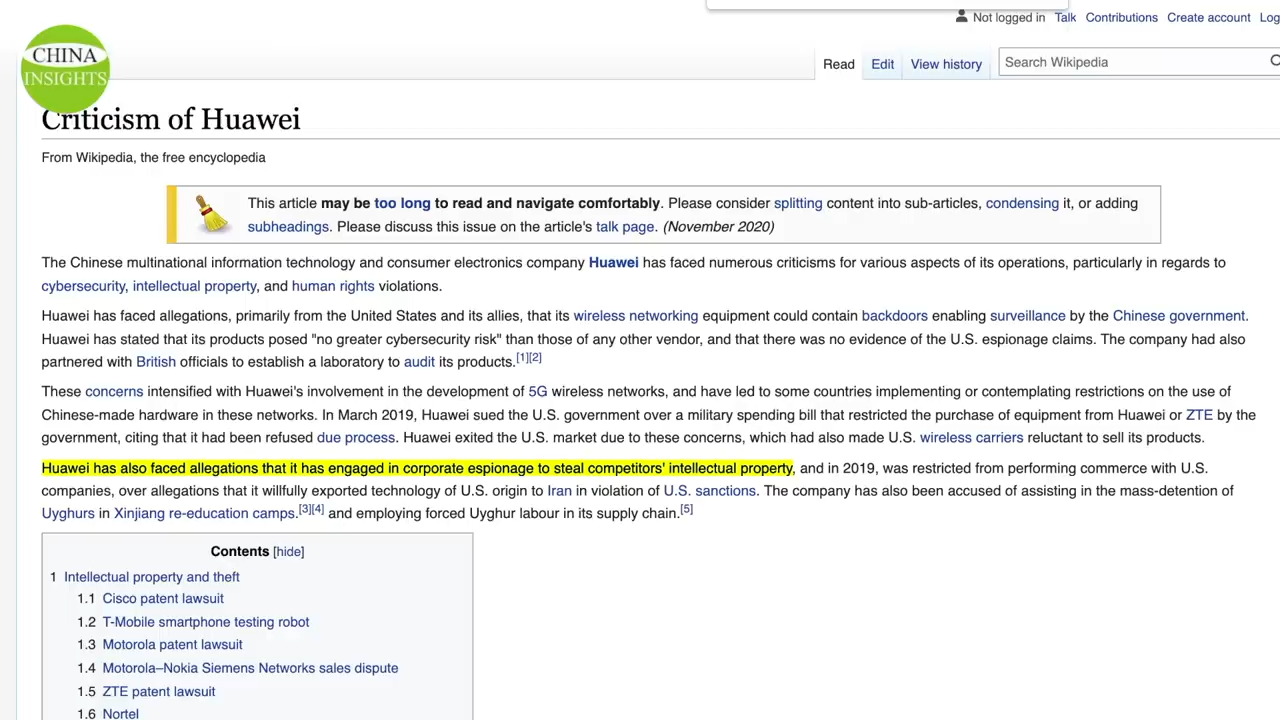 Not logged in Talk Contributions Create account Log
CHINA
INSIGHTS
Read Edit View history Search Wikipedia
Criticism of Huawei
From Wikipedia, the free encyclopedia
This article may be too long to read and navigate comfortably. Please consider splitting content into sub-articles, condensing it, or adding
subheadings. Please discuss this issue on the article's talk page. (November 2020)
The Chinese multinational information technology and consumer electronics company Huawei has faced numerous criticisms for various aspects of its operations, particularly in regards to
cybersecurity, intellectual property, and human rights violations.
Huawei has faced allegations, primarily from the United States and its allies, that its wireless networking equipment could contain backdoors enabling surveillance by the Chinese government.
Huawei has stated that its products posed "no greater cybersecurity risk" than those of any other vendor, and that there was no evidence of the U.S. espionage claims. The company had also
partnered with British officials to establish a laboratory to audit its products.[1][2]
These concerns intensified with Huawei's involvement in the development of 5G wireless networks, and have led to some countries implementing or contemplating restrictions on the use of
Chinese-made hardware in these networks. In March 2019, Huawei sued the U.S. government over a military spending bill that restricted the purchase of equipment from Huawei or ZTE by the
government, citing that it had been refused due process. Huawei exited the U.S. market due to these concerns, which had also made U.S. wireless carriers reluctant to sell its products.
Huawei has also faced allegations that it has engaged in corporate espionage to steal competitors' intellectual property, and in 2019, was restricted from performing commerce with U.S.
companies, over allegations that it willfully exported technology of U.S. origin to Iran in violation of U.S. sanctions. The company has also been accused of assisting in the mass-detention of
Uyghurs in Xinjiang re-education camps.[3][4] and employing forced Uyghur labour in its supply chain.[5]
Contents [hide]
1 Intellectual property and theft
1.1 Cisco patent lawsuit
1.2 T-Mobile smartphone testing robot
1.3 Motorola patent lawsuit
1.4 Motorola–Nokia Siemens Networks sales dispute
1.5 ZTE patent lawsuit
1.6 Nortel